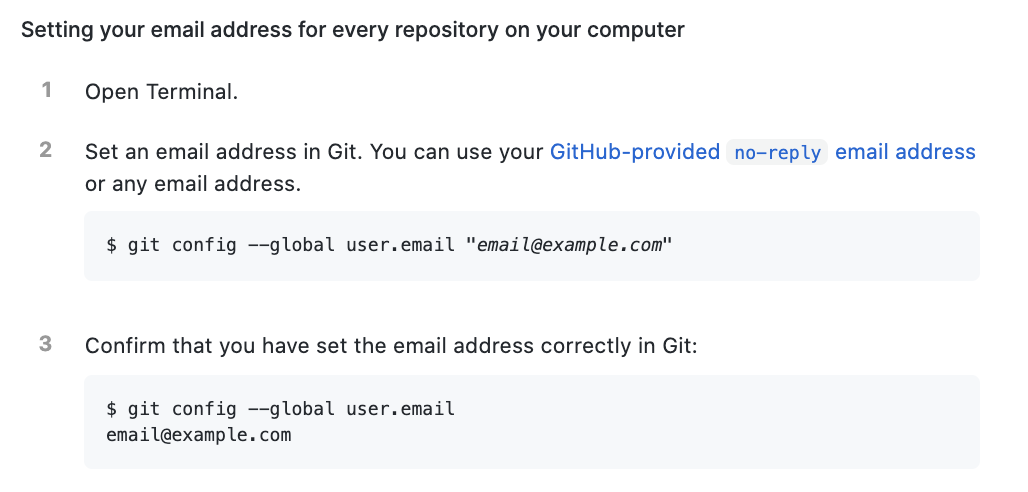 Setting your email address for every repository on your computer
1 Open Terminal.
2 Set an email address in Git. You can use your GitHub-provided no-reply email address
or any email address.
$ git config --global user.email "email@example.com"
3 Confirm that you have set the email address correctly in Git:
$ git config --global user.email
email@example.com